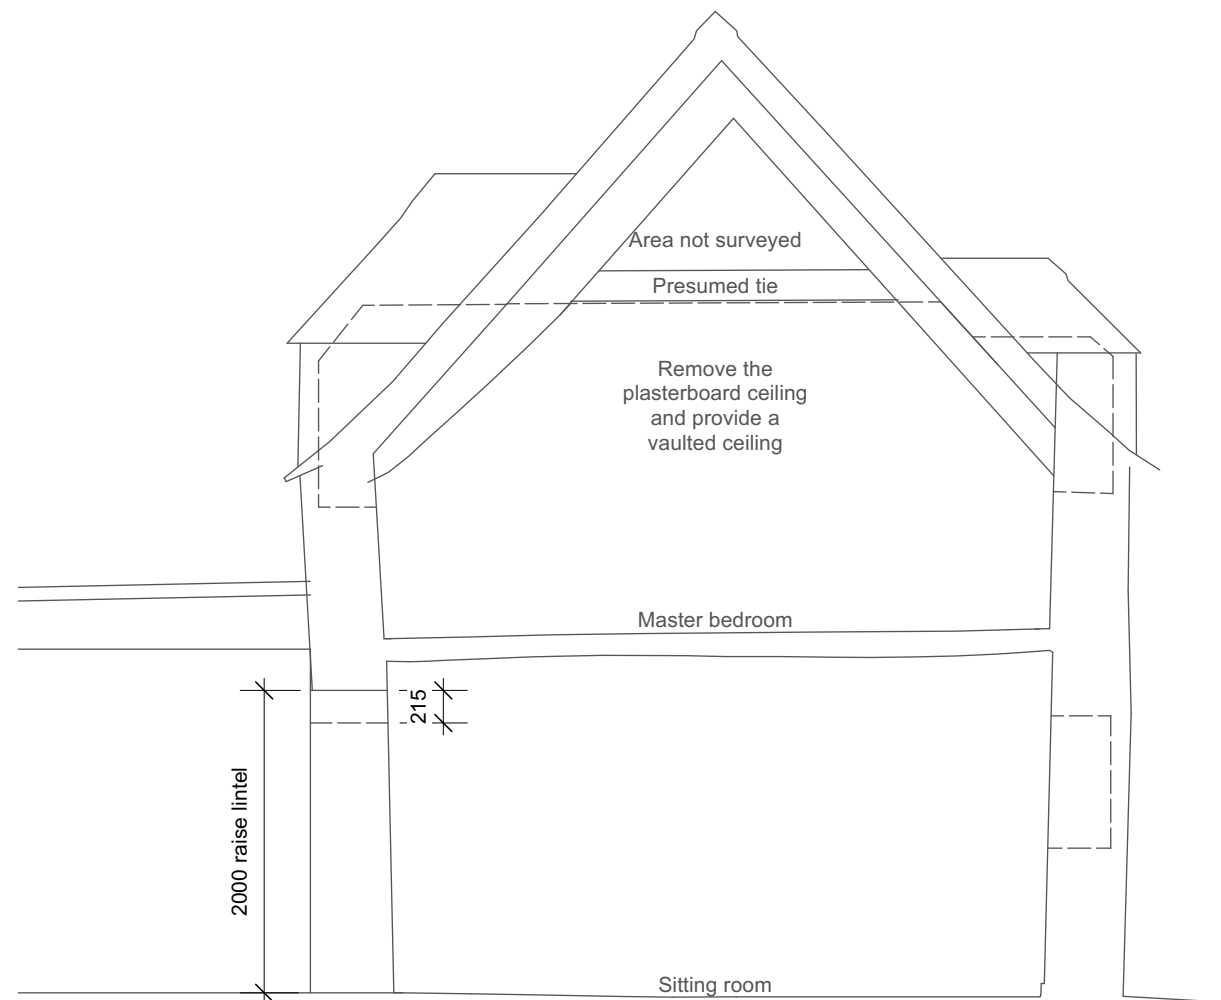 Area not surveyed
Presumed tie
Remove the
plasterboard ceiling
and provide a
vaulted ceiling
Master bedroom
215
2000 raise lintel
Sitting room